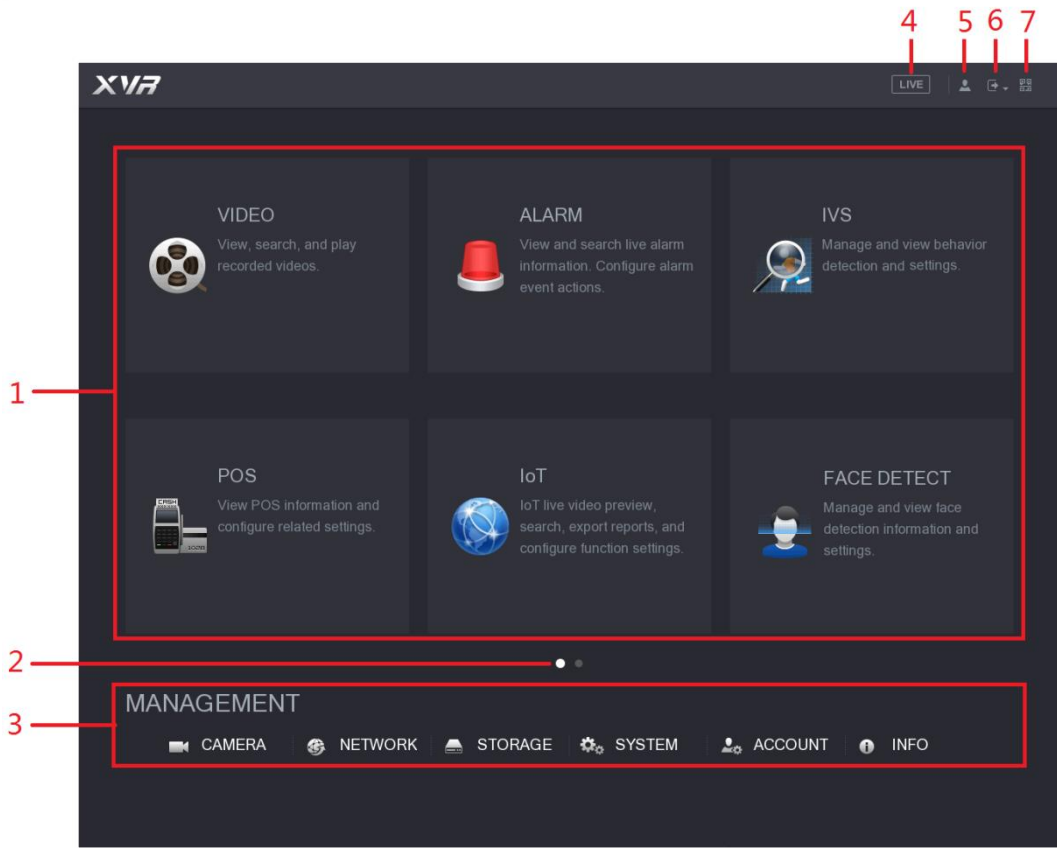 4 5 6 7
XVR
LIVE
VIDEO
View, search, and play
recorded videos.
ALARM
View and search live alarm
information. Configure alarm
event actions.
IVS
Manage and view behavior
detection and settings.
1
POS
View POS information and
configure related settings.
IoT
IoT live video preview,
search, export reports, and
configure function settings.
FACE DETECT
Manage and view face
detection information and
settings.
2
3
MANAGEMENT
CAMERA NETWORK STORAGE SYSTEM ACCOUNT INFO